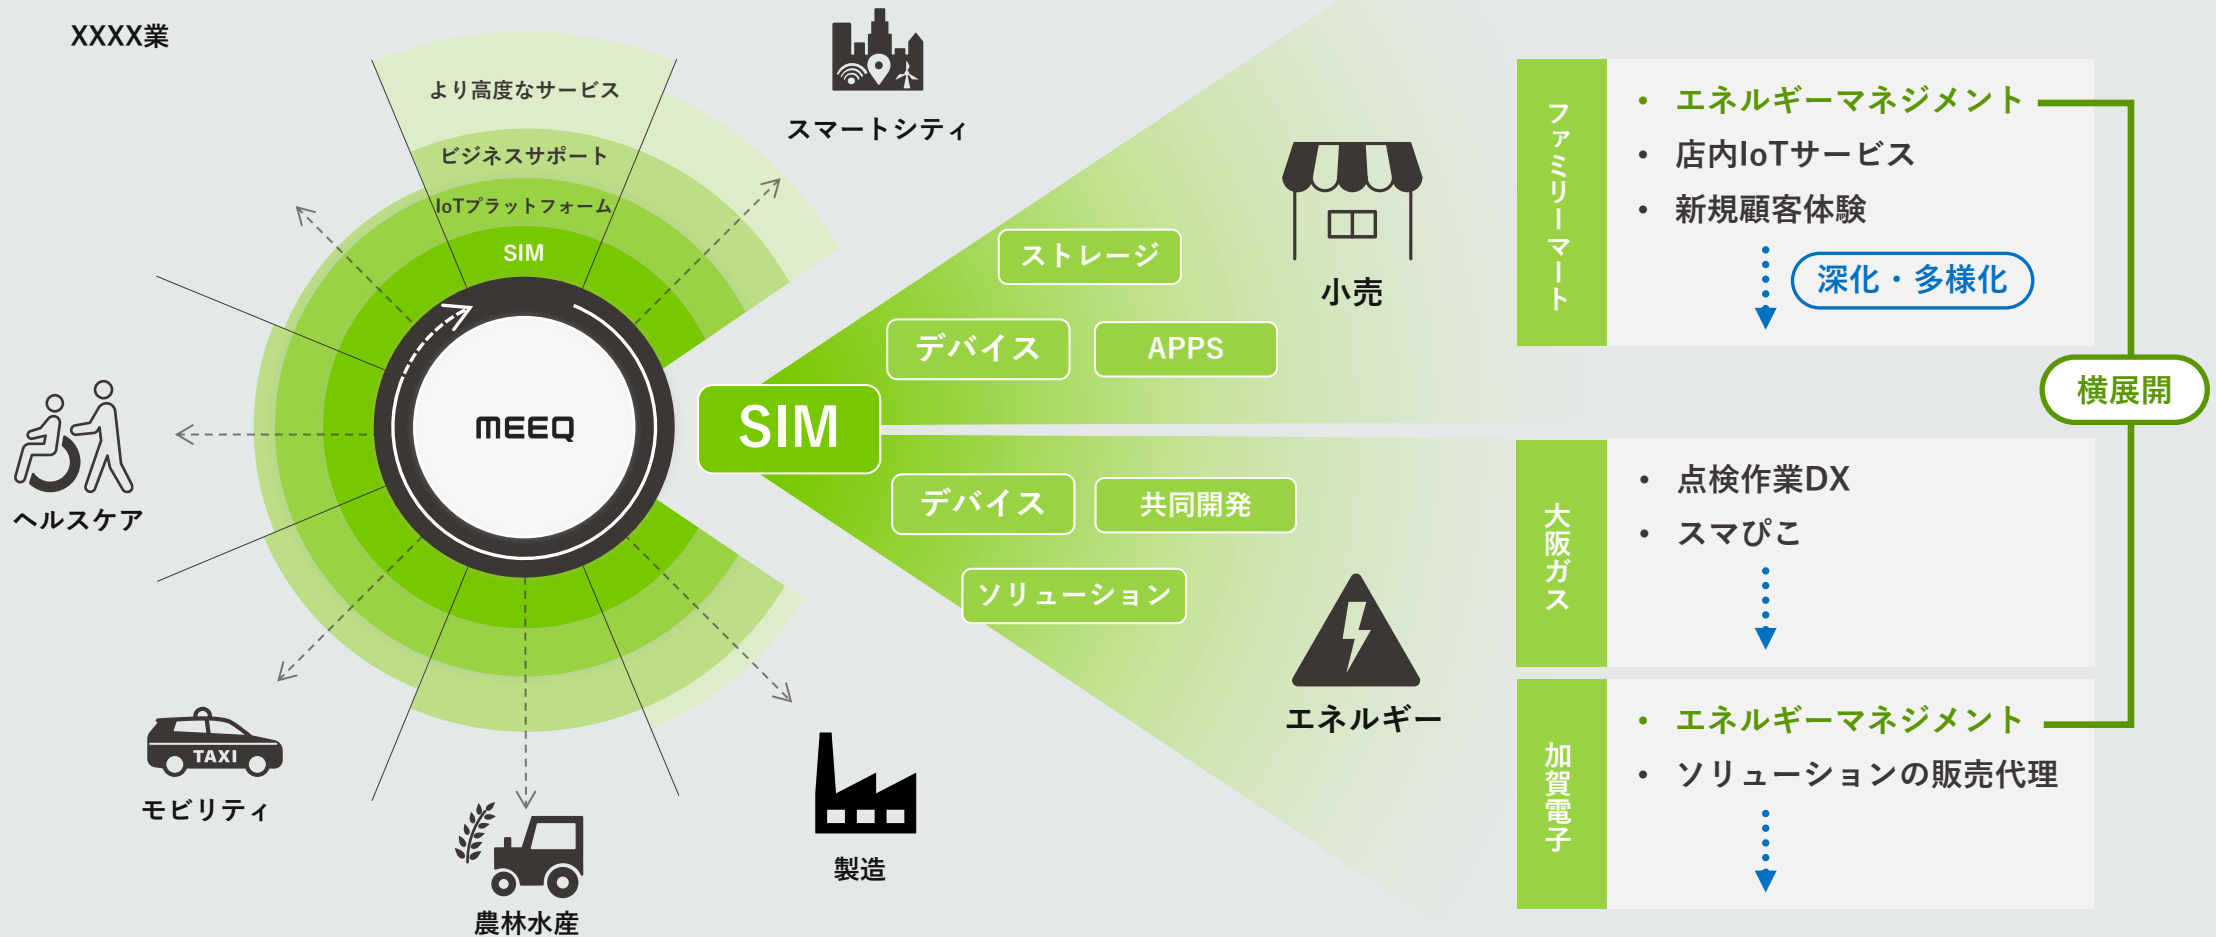 XXXX業
より高度なサービス
ビジネスサポート
IoTプラットフォーム
SIM
MEEQ
スマートシティ
ヘルスケア
TAXI
モビリティ
農林水産
製造
SIM
ストレージ
デバイス
APPS
小売
デバイス
共同開発
ソリューション
エネルギー
ファミリーマート
• エネルギーマネジメント
• 店内IoTサービス
• 新規顧客体験
深化・多様化
横展開
大阪ガス
• 点検作業DX
• スマぴこ
加賀電子
• エネルギーマネジメント
• ソリューションの販売代理